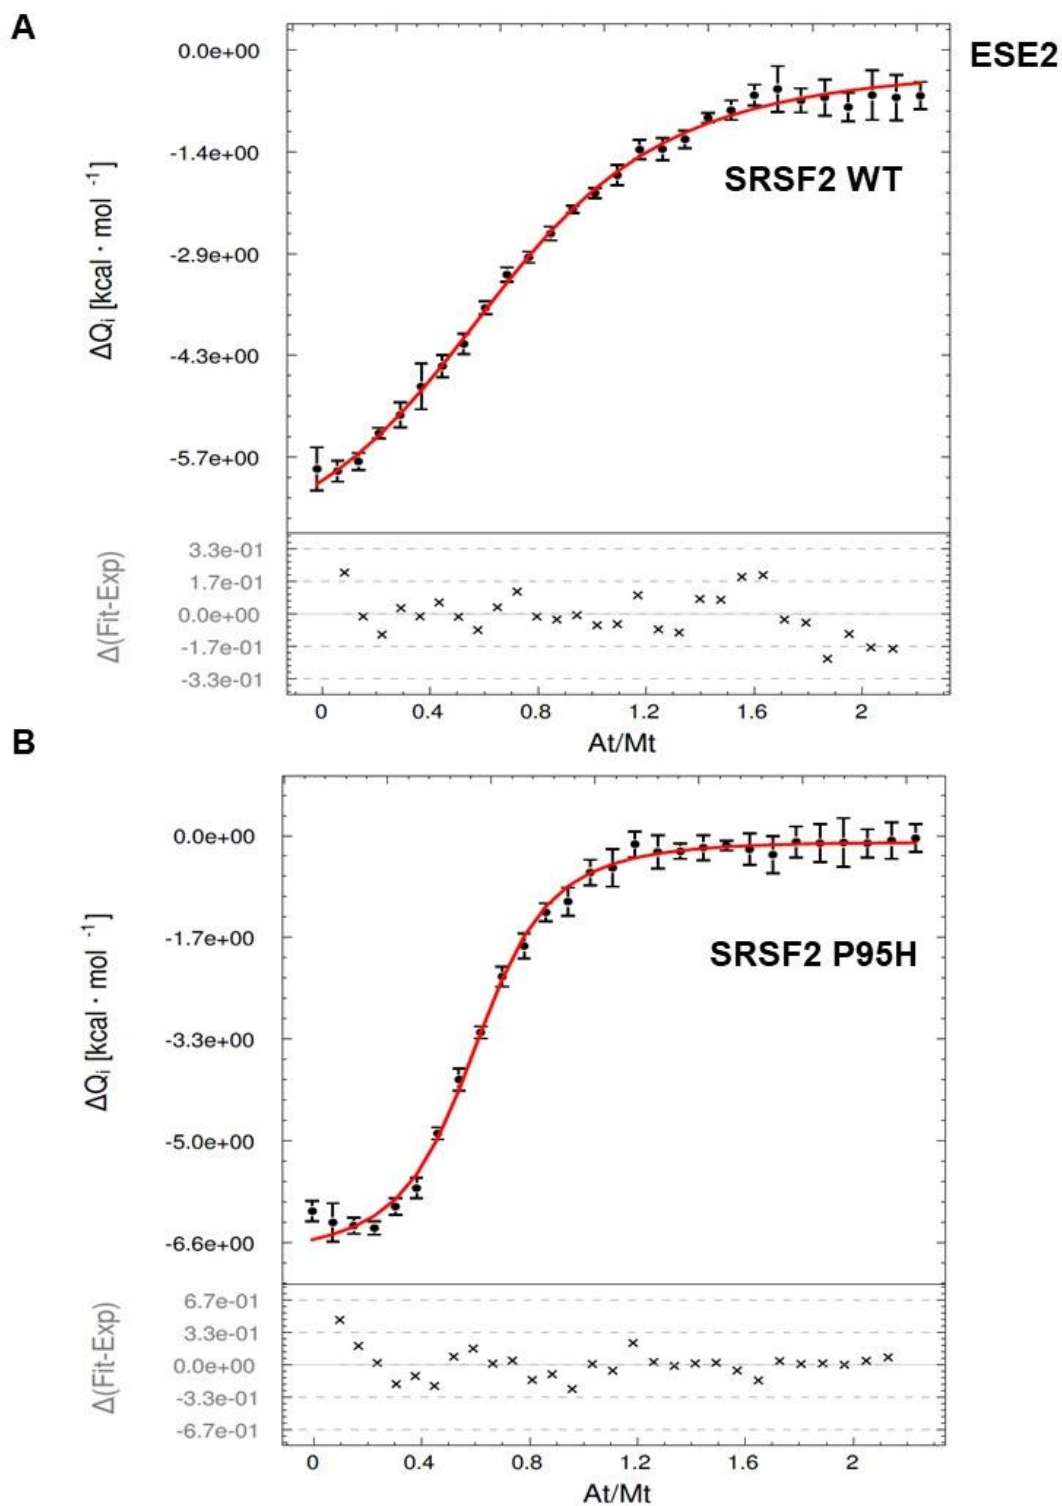 A
ESE2
0.0e+00
-1.4e+00
-2.9e+00
-4.3e+00
-5.7e+00
ΔQi [kcal · mol -1]
SRSF2 WT
3.3e-01
1.7e-01
0.0e+00
-1.7e-01
-3.3e-01
Δ(Fit-Exp)
0 0.4 0.8 1.2 1.6 2
At/Mt
B
0.0e+00
-1.7e+00
-3.3e+00
-5.0e+00
-6.6e+00
ΔQi [kcal · mol -1]
SRSF2 P95H
6.7e-01
3.3e-01
0.0e+00
-3.3e-01
-6.7e-01
Δ(Fit-Exp)
0 0.4 0.8 1.2 1.6 2
At/Mt